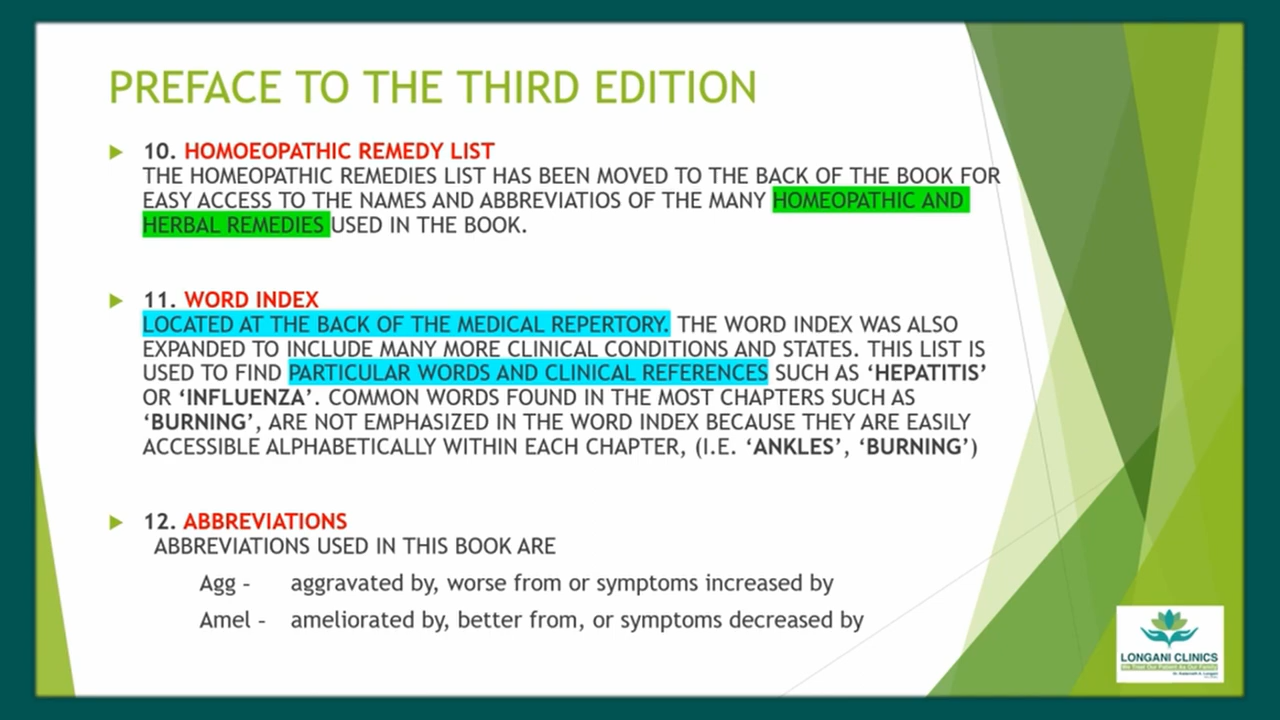 PREFACE TO THE THIRD EDITION
10. HOMOEOPATHIC REMEDY LIST
THE HOMEOPATHIC REMEDIES LIST HAS BEEN MOVED TO THE BACK OF THE BOOK FOR
EASY ACCESS TO THE NAMES AND ABBREVIATIOS OF THE MANY HOMEOPATHIC AND
HERBAL REMEDIES USED IN THE BOOK.
11. WORD INDEX
LOCATED AT THE BACK OF THE MEDICAL REPERTORY. THE WORD INDEX WAS ALSO
EXPANDED TO INCLUDE MANY MORE CLINICAL CONDITIONS AND STATES. THIS LIST IS
USED TO FIND PARTICULAR WORDS AND CLINICAL REFERENCES SUCH AS ‘HEPATITIS’
OR ‘INFLUENZA’. COMMON WORDS FOUND IN THE MOST CHAPTERS SUCH AS
‘BURNING’, ARE NOT EMPHASIZED IN THE WORD INDEX BECAUSE THEY ARE EASILY
ACCESSIBLE ALPHABETICALLY WITHIN EACH CHAPTER, (I.E. ‘ANKLES’, ‘BURNING’)
12. ABBREVIATIONS
ABBREVIATIONS USED IN THIS BOOK ARE
Agg – aggravated by, worse from or symptoms increased by
Amel – ameliorated by, better from, or symptoms decreased by
LONGANI CLINICS
We Treat Our Patient As Our Family